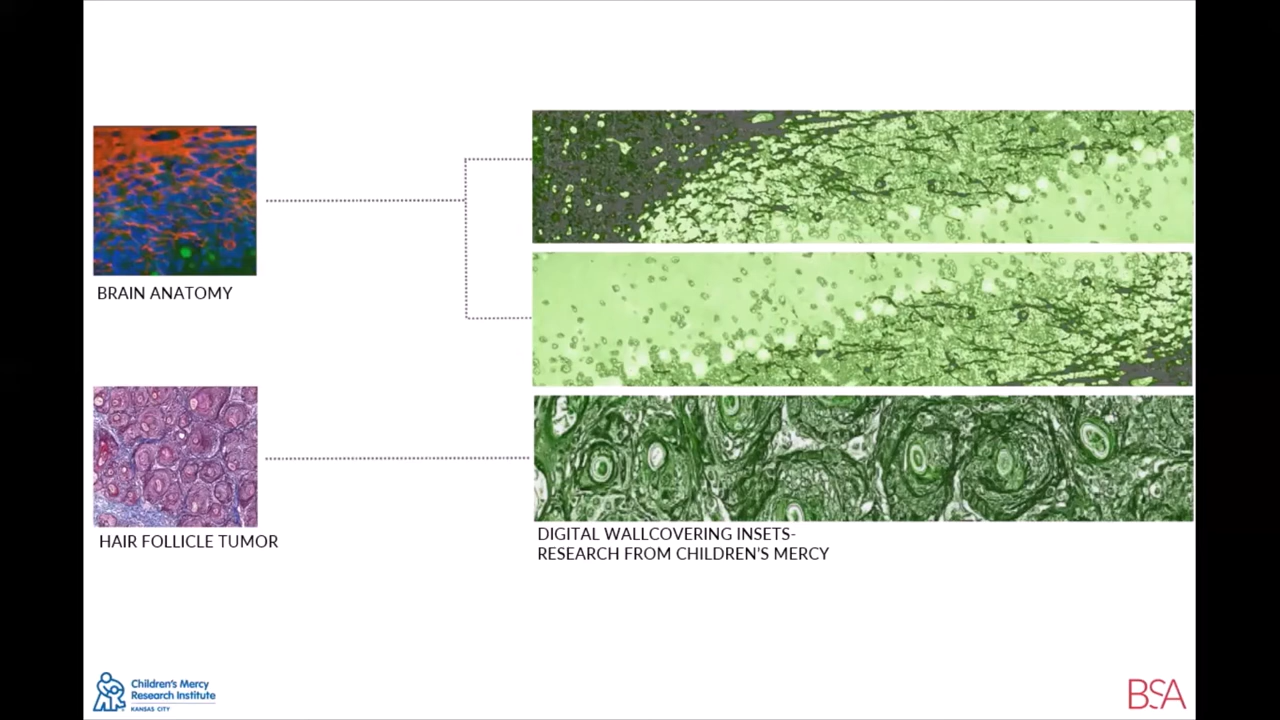 BRAIN ANATOMY
HAIR FOLLICLE TUMOR
DIGITAL WALLCOVERING INSETS-
RESEARCH FROM CHILDREN'S MERCY
Children's Mercy
Research Institute
KANSAS CITY
BSA